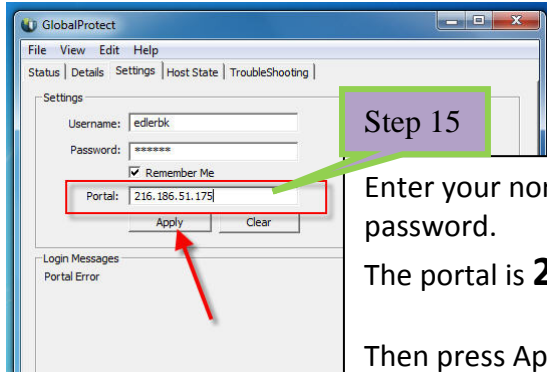 GlobalProtect
File View Edit Help
Status Details Settings Host State TroubleShooting
Settings
Username: edlerbk
Password: ******
Remember Me
Portal: 216.186.51.175
Apply Clear
Login Messages
Portal Error
Step 15
Enter your
password.
The portal is 2
Then press